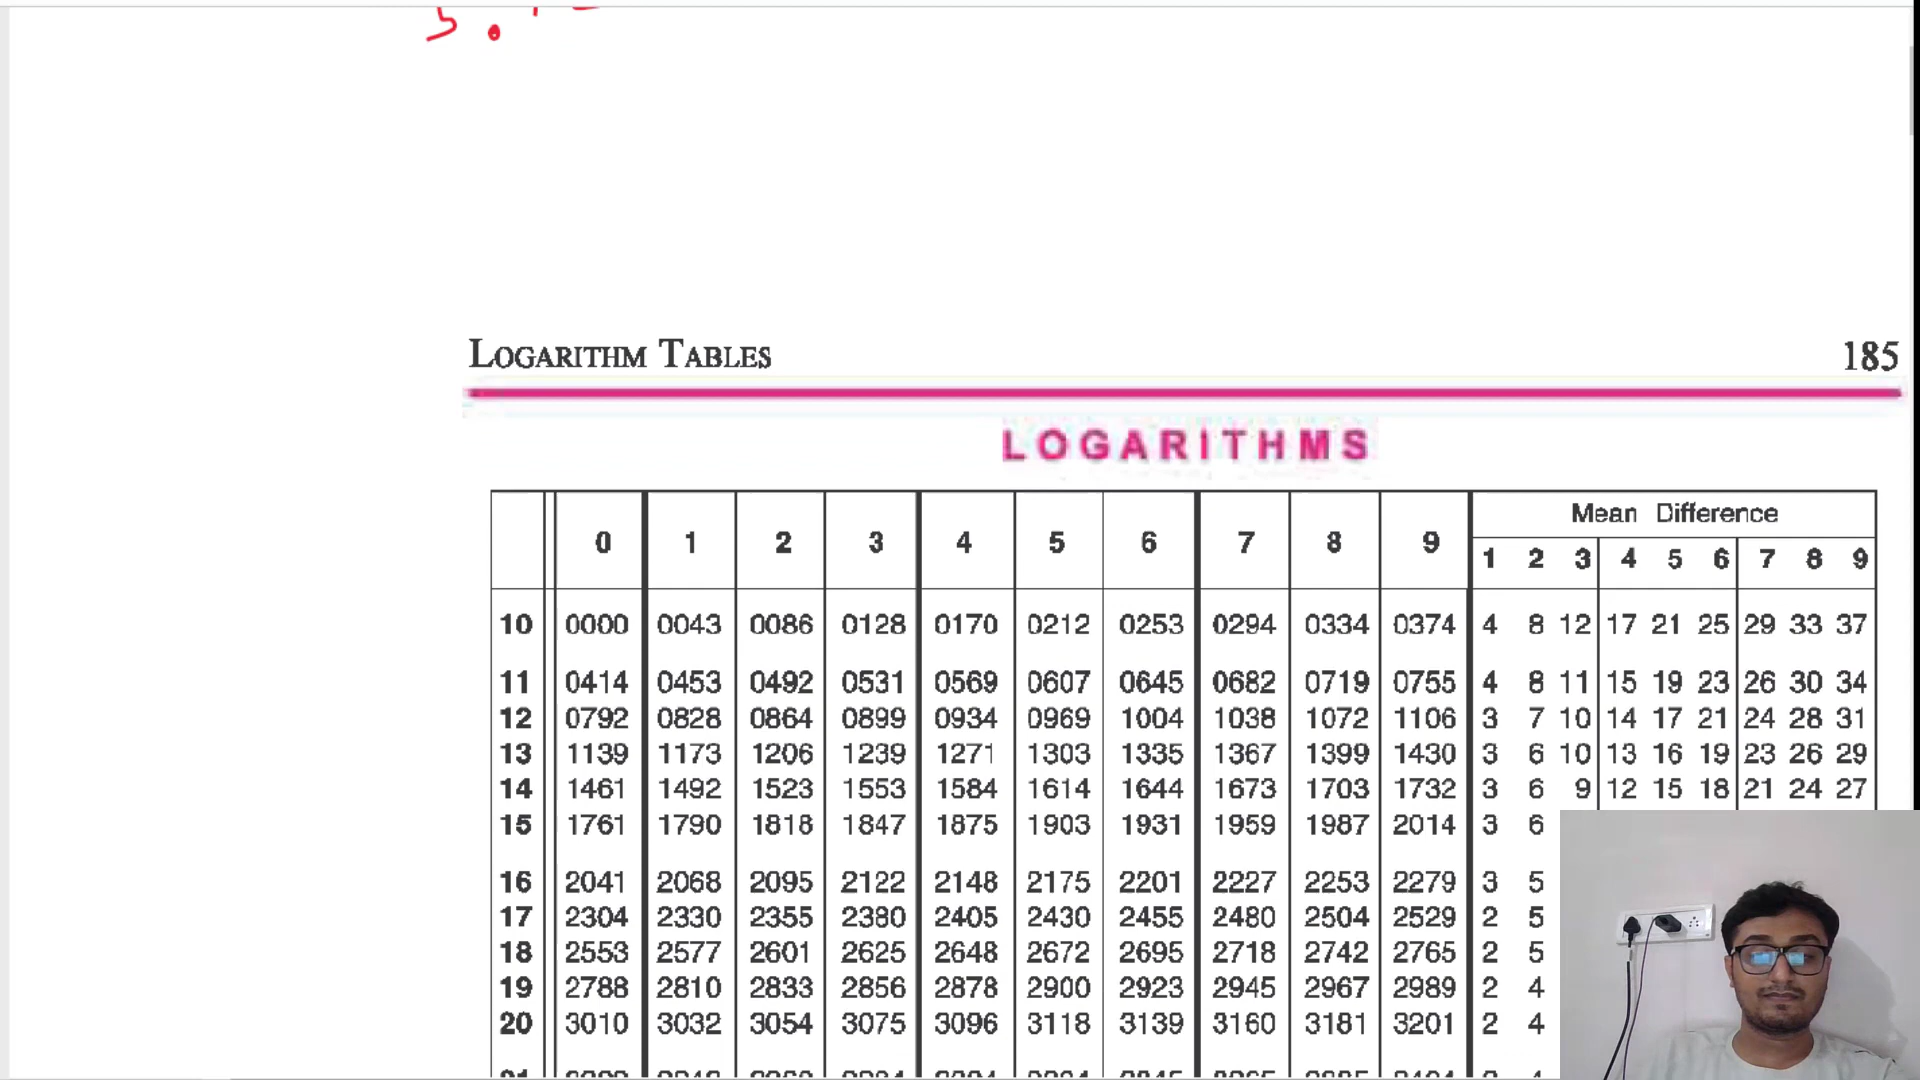 5.
LOGARITHM TABLES 185
LOGARITHMS
Mean Difference
0 1 2 3 4 5 6 7 8 9 1 2 3 4 5 6 7 8 9
10 0000 0043 0086 0128 0170 0212 0253 0294 0334 0374 4 8 12 17 21 25 29 33 37
11 0414 0453 0492 0531 0569 0607 0645 0682 0719 0755 4 8 11 15 19 23 26 30 34
12 0792 0828 0864 0899 0934 0969 1004 1038 1072 1106 3 7 10 14 17 21 24 28 31
13 1139 1173 1206 1239 1271 1303 1335 1367 1399 1430 3 6 10 13 16 19 23 26 29
14 1461 1492 1523 1553 1584 1614 1644 1673 1703 1732 3 6 9 12 15 18 21 24 27
15 1761 1790 1818 1847 1875 1903 1931 1959 1987 2014 3 6
16 2041 2068 2095 2122 2148 2175 2201 2227 2253 2279 3 5
17 2304 2330 2355 2380 2405 2430 2455 2480 2504 2529 2 5
18 2553 2577 2601 2625 2648 2672 2695 2718 2742 2765 2 5
19 2788 2810 2833 2856 2878 2900 2923 2945 2967 2989 2 4
20 3010 3032 3054 3075 3096 3118 3139 3160 3181 3201 2 4